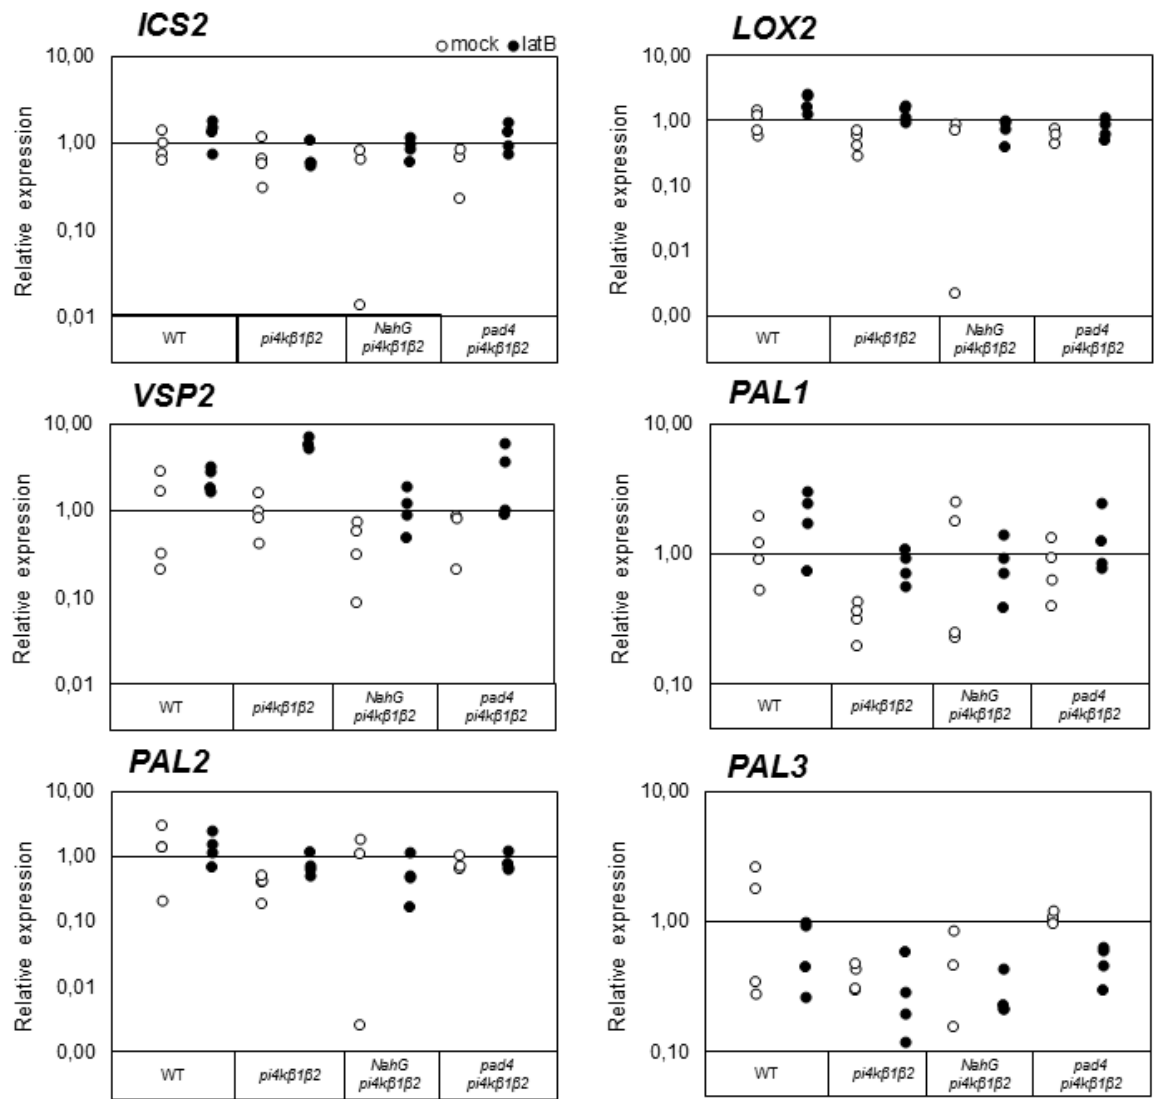 ICS2
○mock ●latB
Relative expression
10,00
1,00
0,10
0,01
WT
pi4kβ1β2
NahG
pi4kβ1β2
pad4
pi4kβ1β2
LOX2
Relative expression
10,00
1,00
0,10
0,01
0,00
WT
pi4kβ1β2
NahG
pi4kβ1β2
pad4
pi4kβ1β2
VSP2
Relative expression
10,00
1,00
0,10
0,01
WT
pi4kβ1β2
NahG
pi4kβ1β2
pad4
pi4kβ1β2
PAL1
Relative expression
10,00
1,00
0,10
WT
pi4kβ1β2
NahG
pi4kβ1β2
pad4
pi4kβ1β2
PAL2
Relative expression
10,00
1,00
0,10
0,01
0,00
WT
pi4kβ1β2
NahG
pi4kβ1β2
pad4
pi4kβ1β2
PAL3
Relative expression
10,00
1,00
0,10
WT
pi4kβ1β2
NahG
pi4kβ1β2
pad4
pi4kβ1β2